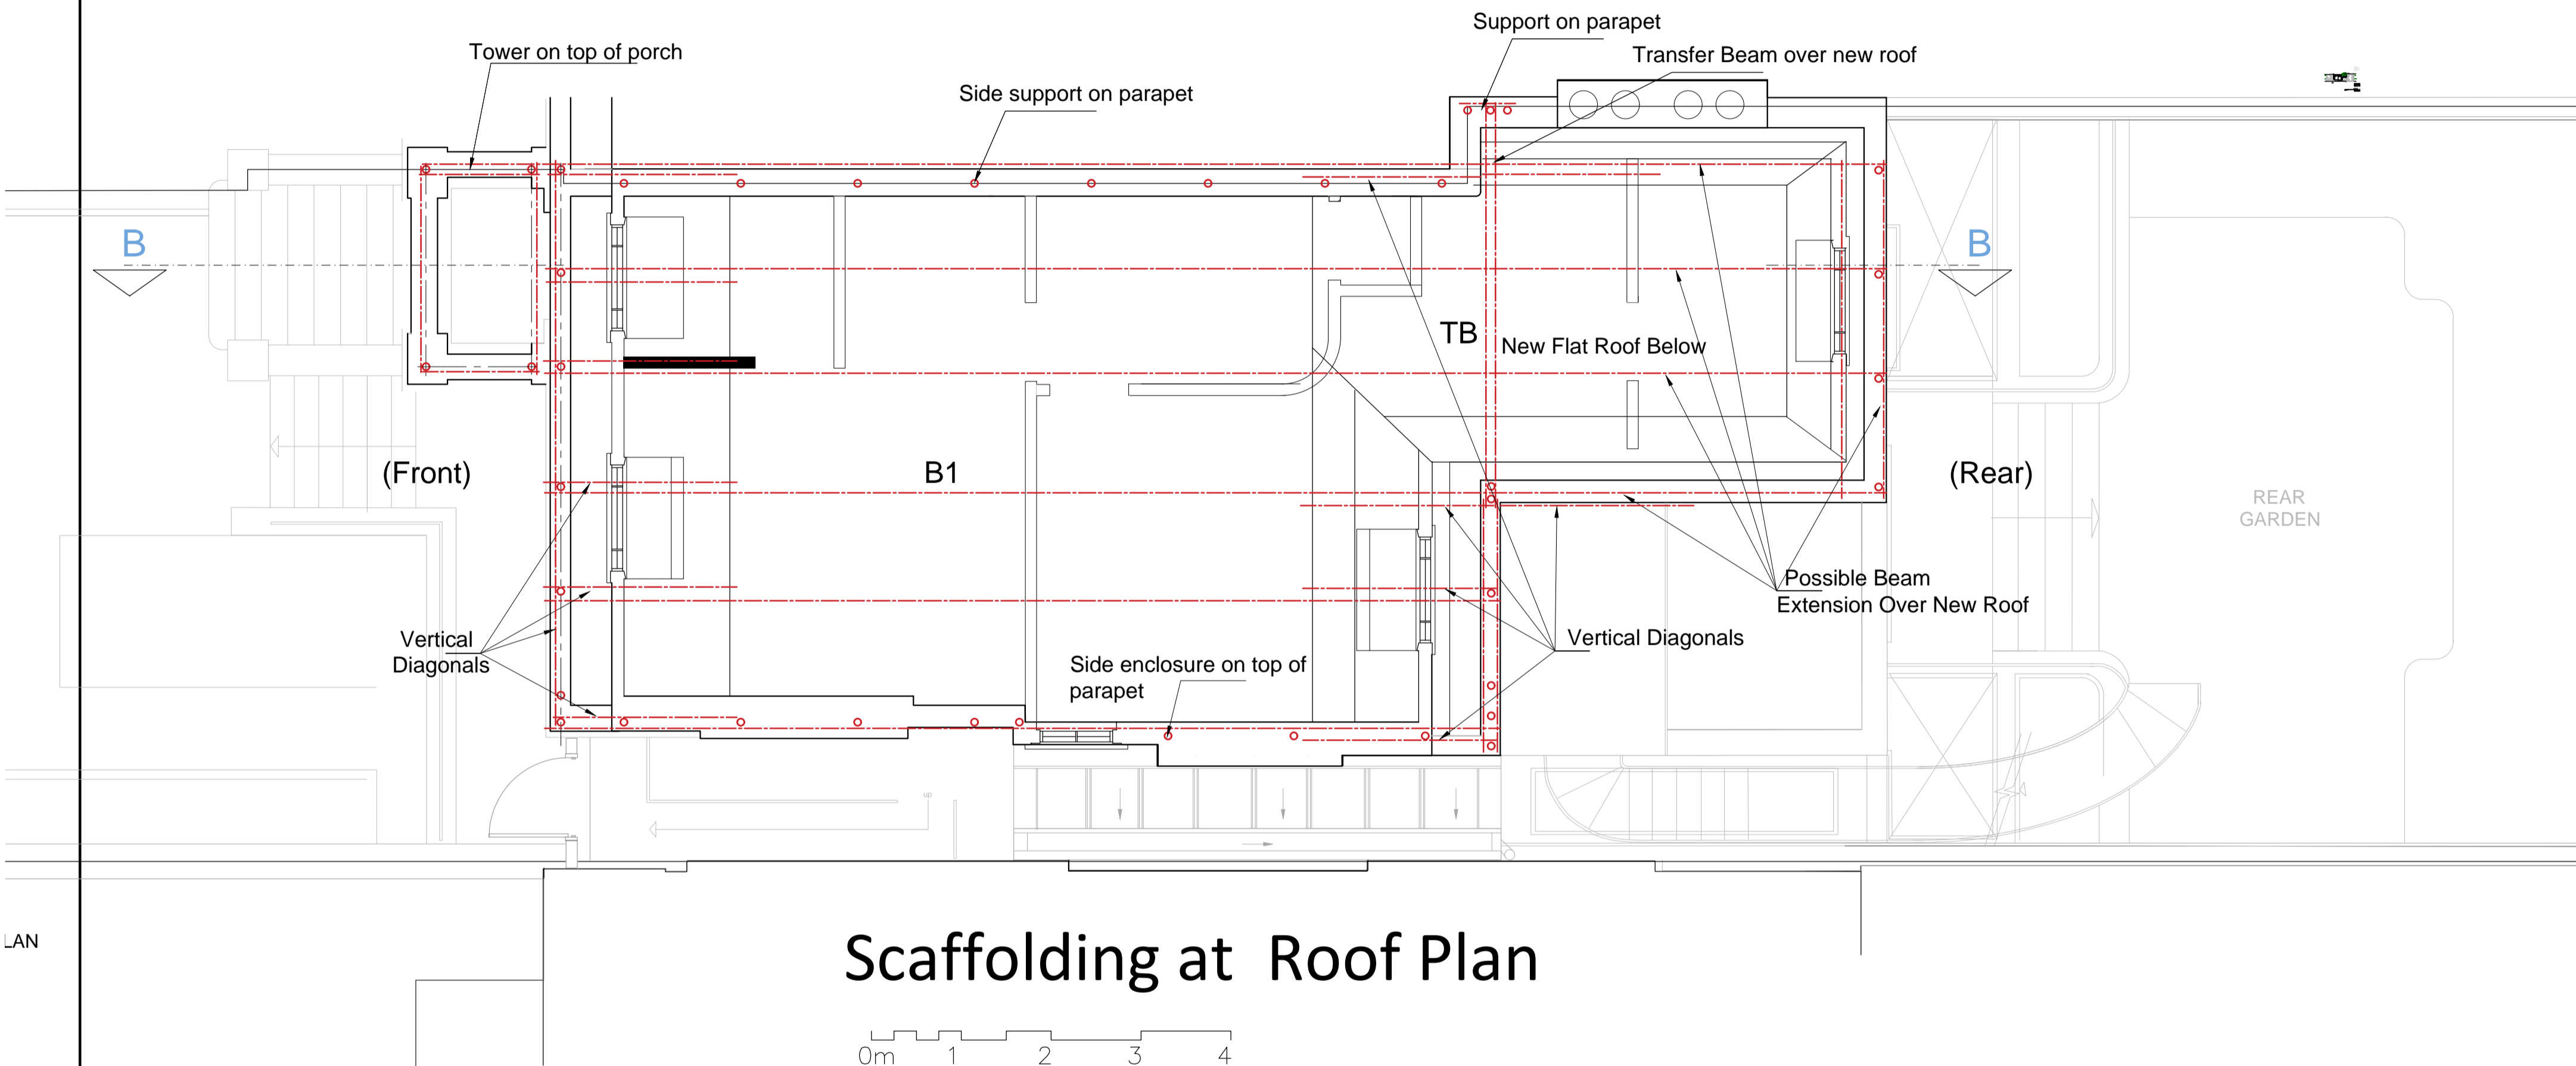 Support on parapet
Tower on top of porch
Transfer Beam over new roof
Side support on parapet
B
B
TB
New Flat Roof Below
(Front)
B1
(Rear)
REAR
GARDEN
Possible Beam
Extension Over New Roof
Vertical
Diagonals
Vertical Diagonals
Side enclosure on top of
parapet
up
LAN
Scaffolding at Roof Plan
0m 1 2 3 4